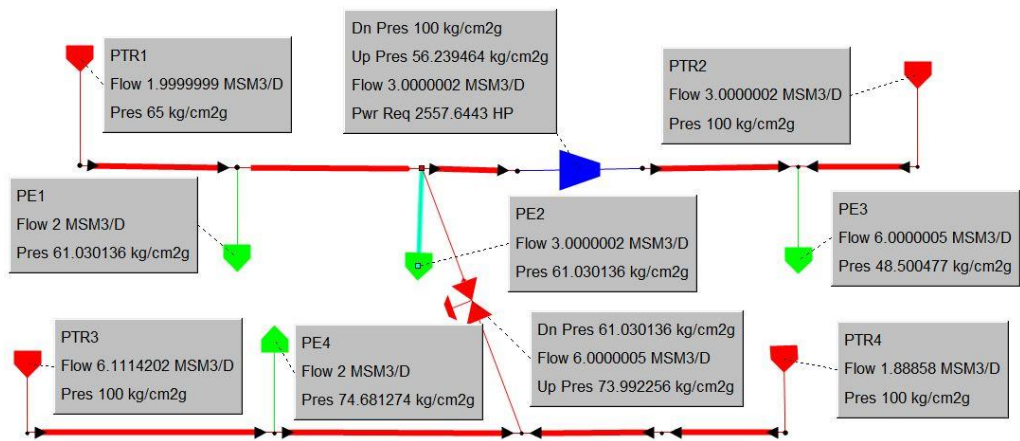 PTR1
Flow 1.9999999 MSM3/D
Pres 65 kg/cm2g
Dn Pres 100 kg/cm2g
Up Pres 56.239464 kg/cm2g
Flow 3.0000002 MSM3/D
Pwr Req 2557.6443 HP
PTR2
Flow 3.0000002 MSM3/D
Pres 100 kg/cm2g
PE1
Flow 2 MSM3/D
Pres 61.030136 kg/cm2g
PE2
Flow 3.0000002 MSM3/D
Pres 61.030136 kg/cm2g
PE3
Flow 6.0000005 MSM3/D
Pres 48.500477 kg/cm2g
PTR3
Flow 6.1114202 MSM3/D
Pres 100 kg/cm2g
PE4
Flow 2 MSM3/D
Pres 74.681274 kg/cm2g
Dn Pres 61.030136 kg/cm2g
Flow 6.0000005 MSM3/D
Up Pres 73.992256 kg/cm2g
PTR4
Flow 1.88858 MSM3/D
Pres 100 kg/cm2g